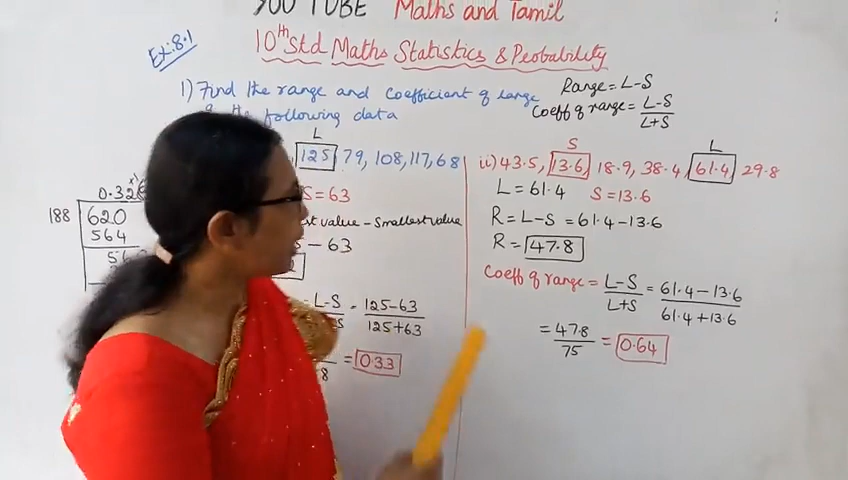 YOU TUBE Maths and Tamil
Ex:8.1
10th Std Maths Statistics & Probability
1) Find the range and coefficient of range
the following data
Range = L-S
Coeff of range = L-S / L+S
L
125, 79, 108, 117, 68
S = 63
Value - Smallest value
- 63
L-S = 125-63 / 125+63
= 0.33
0.32
188 620
564
S L
ii) 43.5, 13.6, 18.9, 38.4, 61.4, 29.8
L = 61.4 S = 13.6
R = L-S = 61.4-13.6
R = 47.8
Coeff of range = L-S / L+S = 61.4-13.6 / 61.4+13.6
= 47.8 / 75 = 0.64